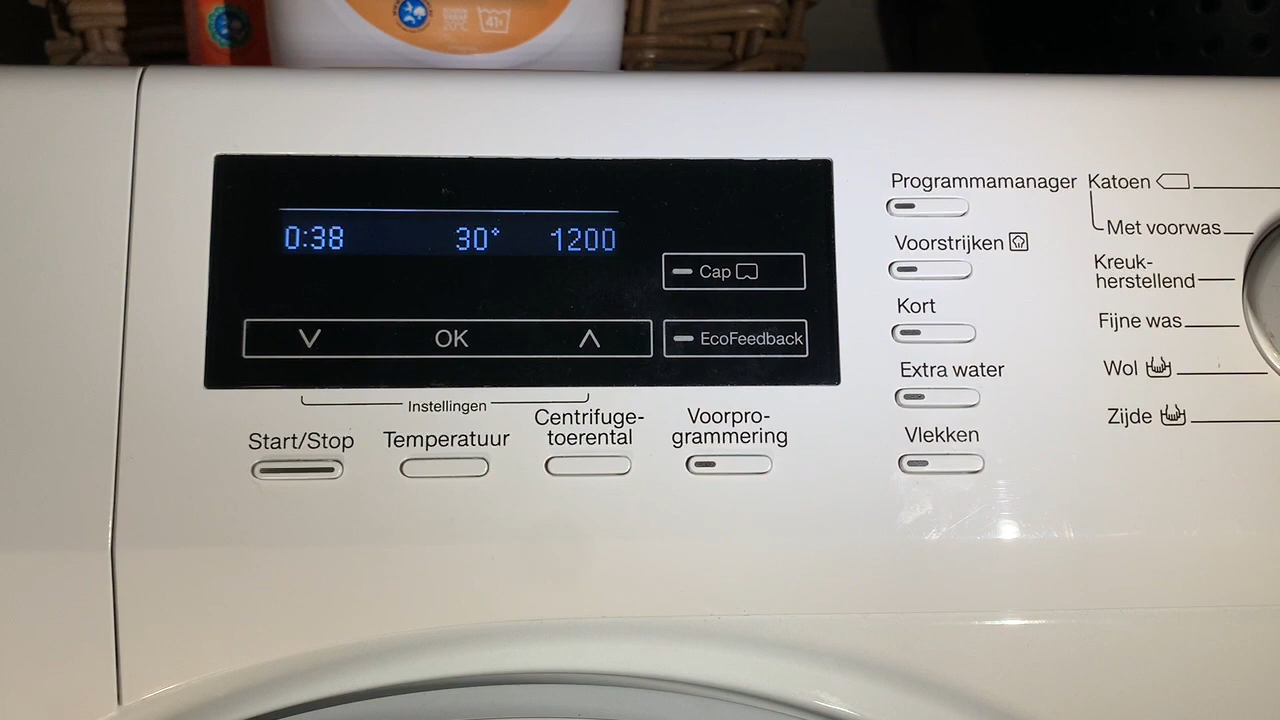 20°C
0:38 30° 1200
Cap
OK
EcoFeedback
Instellingen
Start/Stop
Temperatuur
Centrifuge-
toerental
Voorpro-
grammering
Programmamanager
Voorstrijken
Kort
Extra water
Vlekken
Katoen
Met voorwas
Kreuk-
herstellend
Fijne was
Wol
Zijde